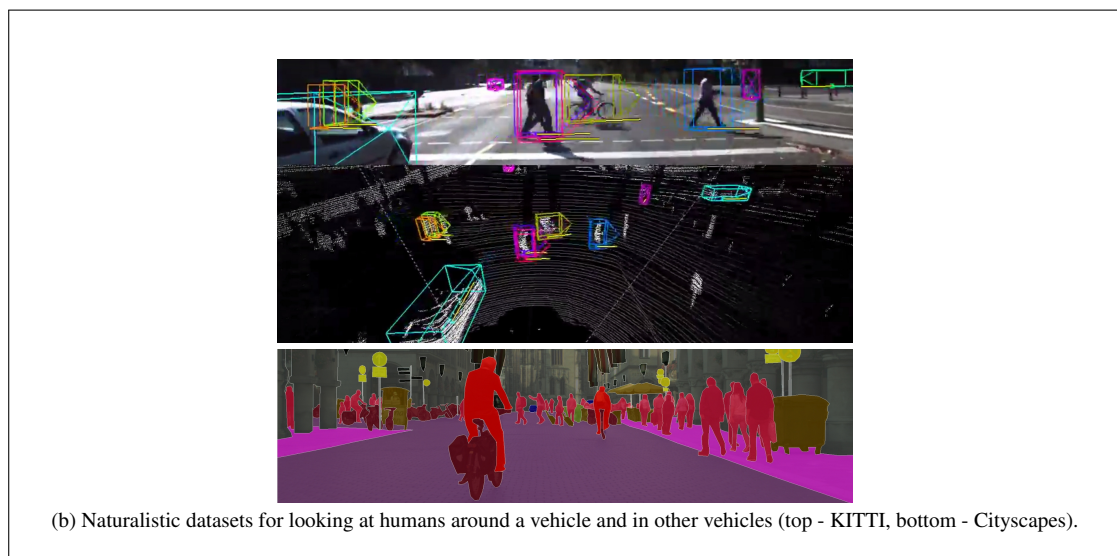 (b) Naturalistic datasets for looking at humans around a vehicle and in other vehicles (top - KITTI, bottom - Cityscapes).